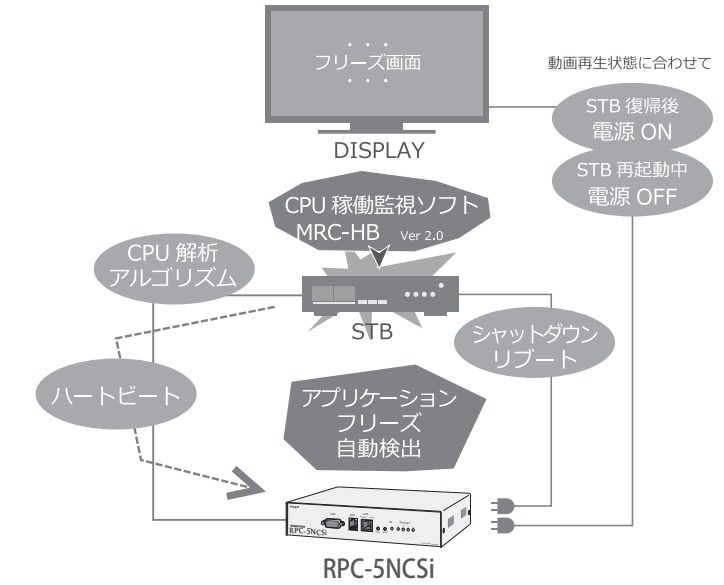 フリーズ画面
DISPLAY
動画再生状態に合わせて
STB 復帰後
電源 ON
STB 再起動中
電源 OFF
CPU 稼働監視ソフト
MRC-HB Ver 2.0
CPU 解析
アルゴリズム
STB
シャットダウン
リブート
ハートビート
アプリケーション
フリーズ
自動検出
RPC-5NCSi
RPC-5NCSi